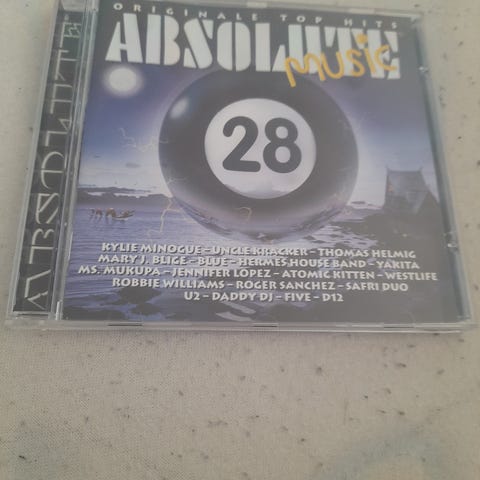 ORIGINALE TOP HITS
ABSOLUTE
music
28
KYLIE MINOGUE – UNCLE KRACKER – THOMAS HELMIG
MARY J. BLIGE – BLUE – HERMES HOUSE BAND – YAKITA
MS. MUKUPA – JENNIFER LOPEZ – ATOMIC KITTEN – WESTLIFE
ROBBIE WILLIAMS – ROGER SANCHEZ – SAFRI DUO
U2 – DADDY DJ – FIVE – D12